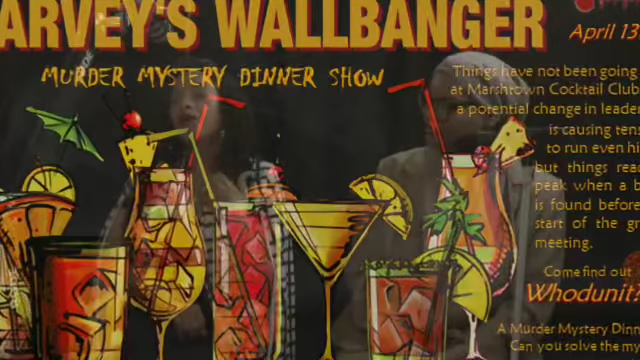 ARVEY'S WALLBANGER
April 13
MURDER MYSTERY DINNER SHOW
Things have not been going
at Marshtown Cocktail Club
a potential change in leader
is causing tens
to run even hi
but things reac
peak when a b
is found before
start of the gr
meeting.
Come find out
Whodunit?
A Murder Mystery Dinn
Can you solve the my